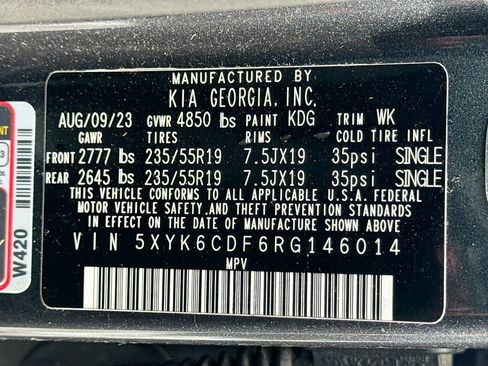 MANUFACTURED BY
KIA GEORGIA, INC.
AUG/09/23 GVWR 4850 lbs PAINT KDG TRIM WK
GAWR TIRES RIMS COLD TIRE INFL
FRONT 2777 lbs 235/55R19 7.5JX19 35psi SINGLE
REAR 2645 lbs 235/55R19 7.5JX19 35psi SINGLE
THIS VEHICLE CONFORMS TO ALL APPLICABLE U.S.A. FEDERAL
MOTOR VEHICLE SAFETY, AND THEFT PREVENTION STANDARDS
IN EFFECT ON THE DATE OF MANUFACTURE SHOWN ABOVE
VIN 5XYK6CDF6RG146014
MPV
W420